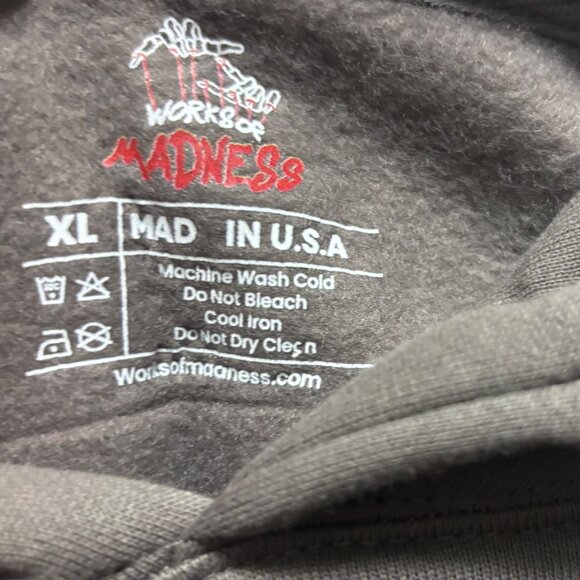 WORKS OF
MADNESS
XL
MAD IN U.S.A
Machine Wash Cold
Do Not Bleach
Cool Iron
Do Not Dry Clean
Worksofmadness.com